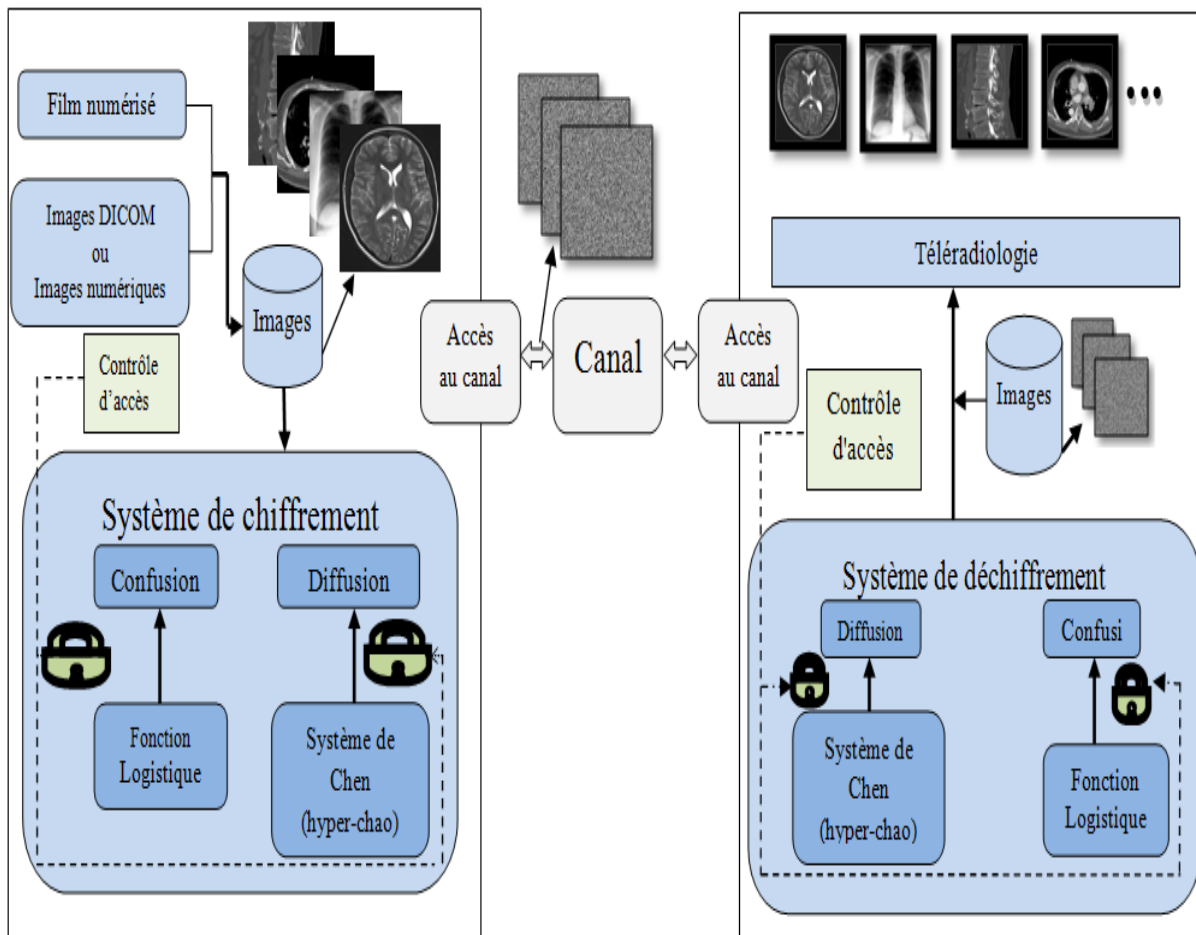 Film numérisé
Images DICOM
ou
Images numériques
Images
Contrôle
d'accès
Système de chiffrement
Confusion
Diffusion
Fonction
Logistique
Système de
Chen
(hyper-chao)
Accès
au canal
Canal
Accès
au canal
Téléradiologie
Images
Contrôle
d'accès
Système de déchiffrement
Diffusion
Confusi
Système de
Chen
(hyper-chao)
Fonction
Logistique